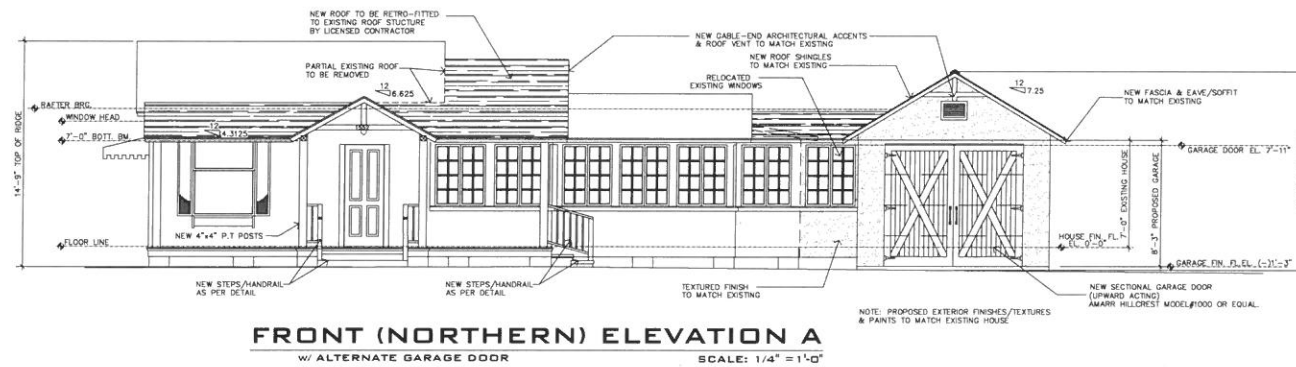 NEW ROOF TO BE RETRO-FITTED
TO EXISTING ROOF STUCTURE
BY LICENSED CONTRACTOR
PARTIAL EXISTING ROOF
TO BE REMOVED
NEW GABLE-END ARCHITECTURAL ACCENTS
& ROOF VENT TO MATCH EXISTING
NEW ROOF SHINGLES
TO MATCH EXISTING
RELOCATED
EXISTING WINDOWS
NEW FASCIA & EAVE/SOFFIT
TO MATCH EXISTING
12
6.625
12
7.25
12
4.3125
14'-9" TOP OF RIDGE
RAFTER BRG.
WINDOW HEAD
7'-0" BOTT. BM.
FLOOR LINE
GARAGE DOOR EL. 7'-11"
7'-0" EXISTING HOUSE
8'-3" PROPOSED GARAGE
HOUSE FIN. FL.
EL. 0'-0"
GARAGE FIN. FL.EL. (-)1'-3"
NEW 4"x4" P.T POSTS
NEW STEPS/HANDRAIL
AS PER DETAIL
NEW STEPS/HANDRAIL
AS PER DETAIL
TEXTURED FINISH
TO MATCH EXISTING
NEW SECTIONAL GARAGE DOOR
(UPWARD ACTING)
AMARR HILLCREST MODEL#1000 OR EQUAL.
NOTE: PROPOSED EXTERIOR FINISHES/TEXTURES
& PAINTS TO MATCH EXISTING HOUSE
FRONT (NORTHERN) ELEVATION A
W/ ALTERNATE GARAGE DOOR
SCALE: 1/4" =1'-0"